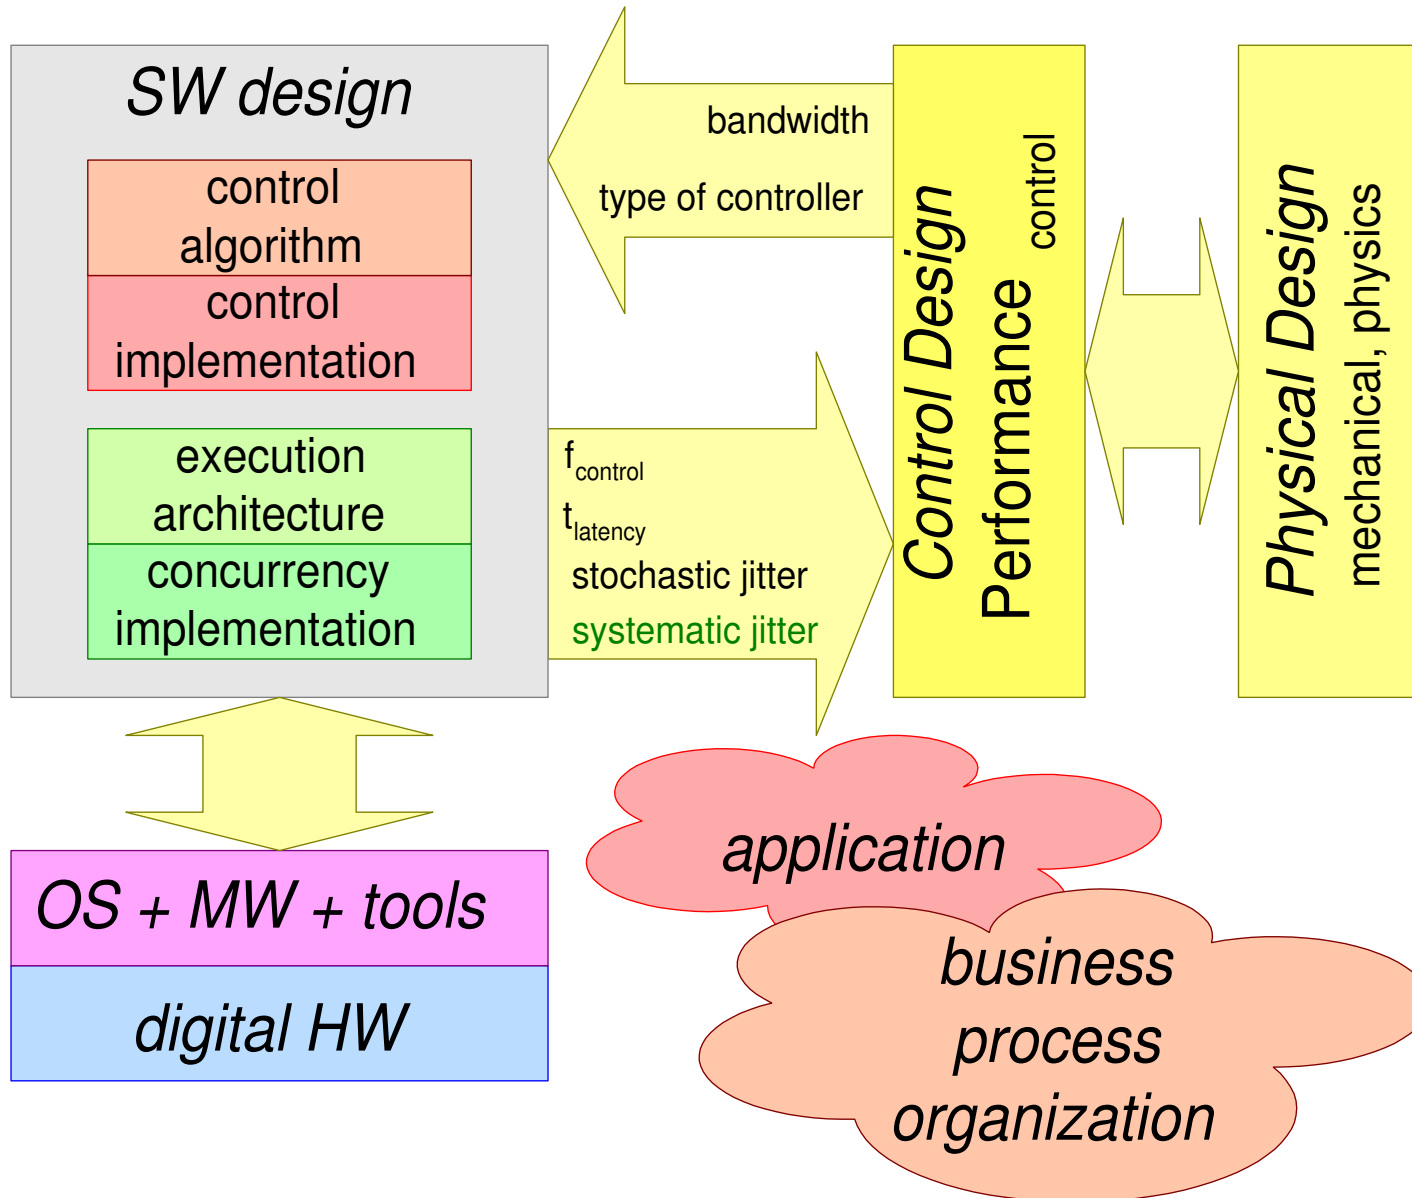 SW design
control
algorithm
control
implementation
execution
architecture
concurrency
implementation
bandwidth
type of controller
fcontrol
tlatency
stochastic jitter
systematic jitter
Control Design
Performance control
Physical Design
mechanical, physics
OS + MW + tools
digital HW
application
business
process
organization